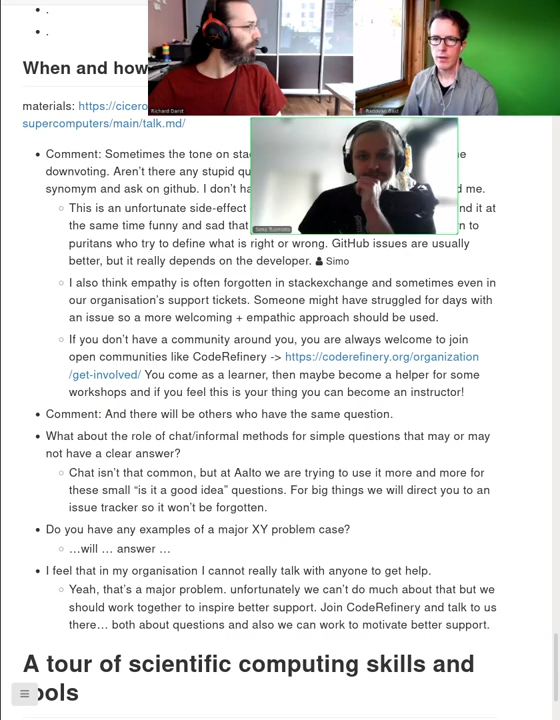 .
.
When and how
materials: https://cicero
supercomputers/main/talk.md/
Comment: Sometimes the tone on stac
downvoting. Aren't there any stupid qu
synomym and ask on github. I don't ha d me.
This is an unfortunate side-effect nd it at
the same time funny and sad that n to
puritans who try to define what is right or wrong. GitHub issues are usually
better, but it really depends on the developer. Simo
I also think empathy is often forgotten in stackexchange and sometimes even in
our organisation's support tickets. Someone might have struggled for days with
an issue so a more welcoming + empathic approach should be used.
If you don't have a community around you, you are always welcome to join
open communities like CodeRefinery -> https://coderefinery.org/organization
/get-involved/ You come as a learner, then maybe become a helper for some
workshops and if you feel this is your thing you can become an instructor!
Comment: And there will be others who have the same question.
What about the role of chat/informal methods for simple questions that may or may
not have a clear answer?
Chat isn't that common, but at Aalto we are trying to use it more and more for
these small “is it a good idea” questions. For big things we will direct you to an
issue tracker so it won't be forgotten.
Do you have any examples of a major XY problem case?
…will … answer …
I feel that in my organisation I cannot really talk with anyone to get help.
Yeah, that's a major problem. unfortunately we can't do much about that but we
should work together to inspire better support. Join CodeRefinery and talk to us
there… both about questions and also we can work to motivate better support.
A tour of scientific computing skills and
ools
Richard Darst